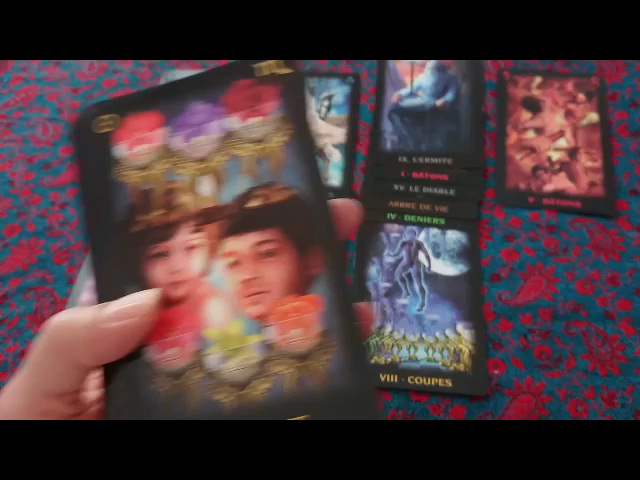 IX. L'ERMITE
I - BÂTONS
XV. LE DIABLE
ARBRE DE VIE
IV - DENIERS
VIII - COUPES
V - BÂTONS